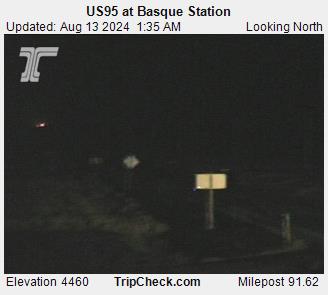 US95 at Basque Station
Updated: Aug 13 2024 1:35 AM Looking North
Elevation 4460 TripCheck.com Milepost 91.62